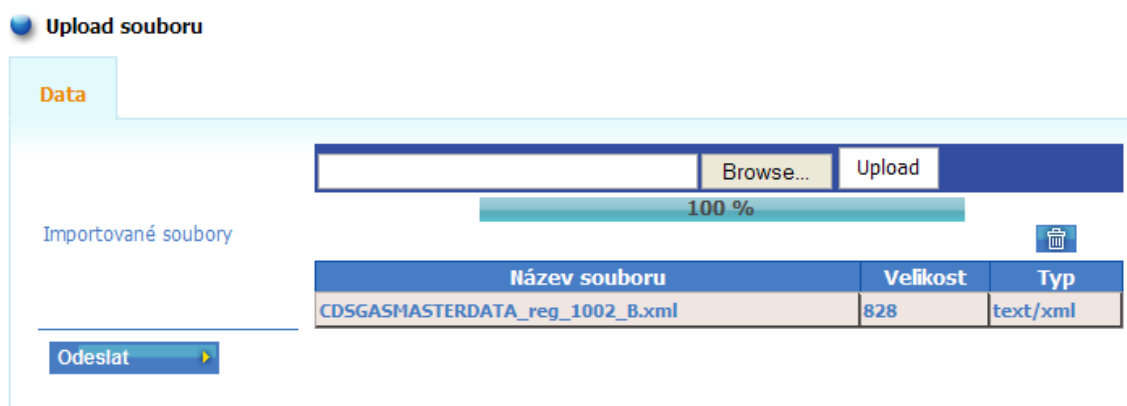 Upload souboru
Data
Browse... Upload
100 %
Importované soubory
Název souboru Velikost Typ
CDSGASMASTERDATA_reg_1002_B.xml 828 text/xml
Odeslat